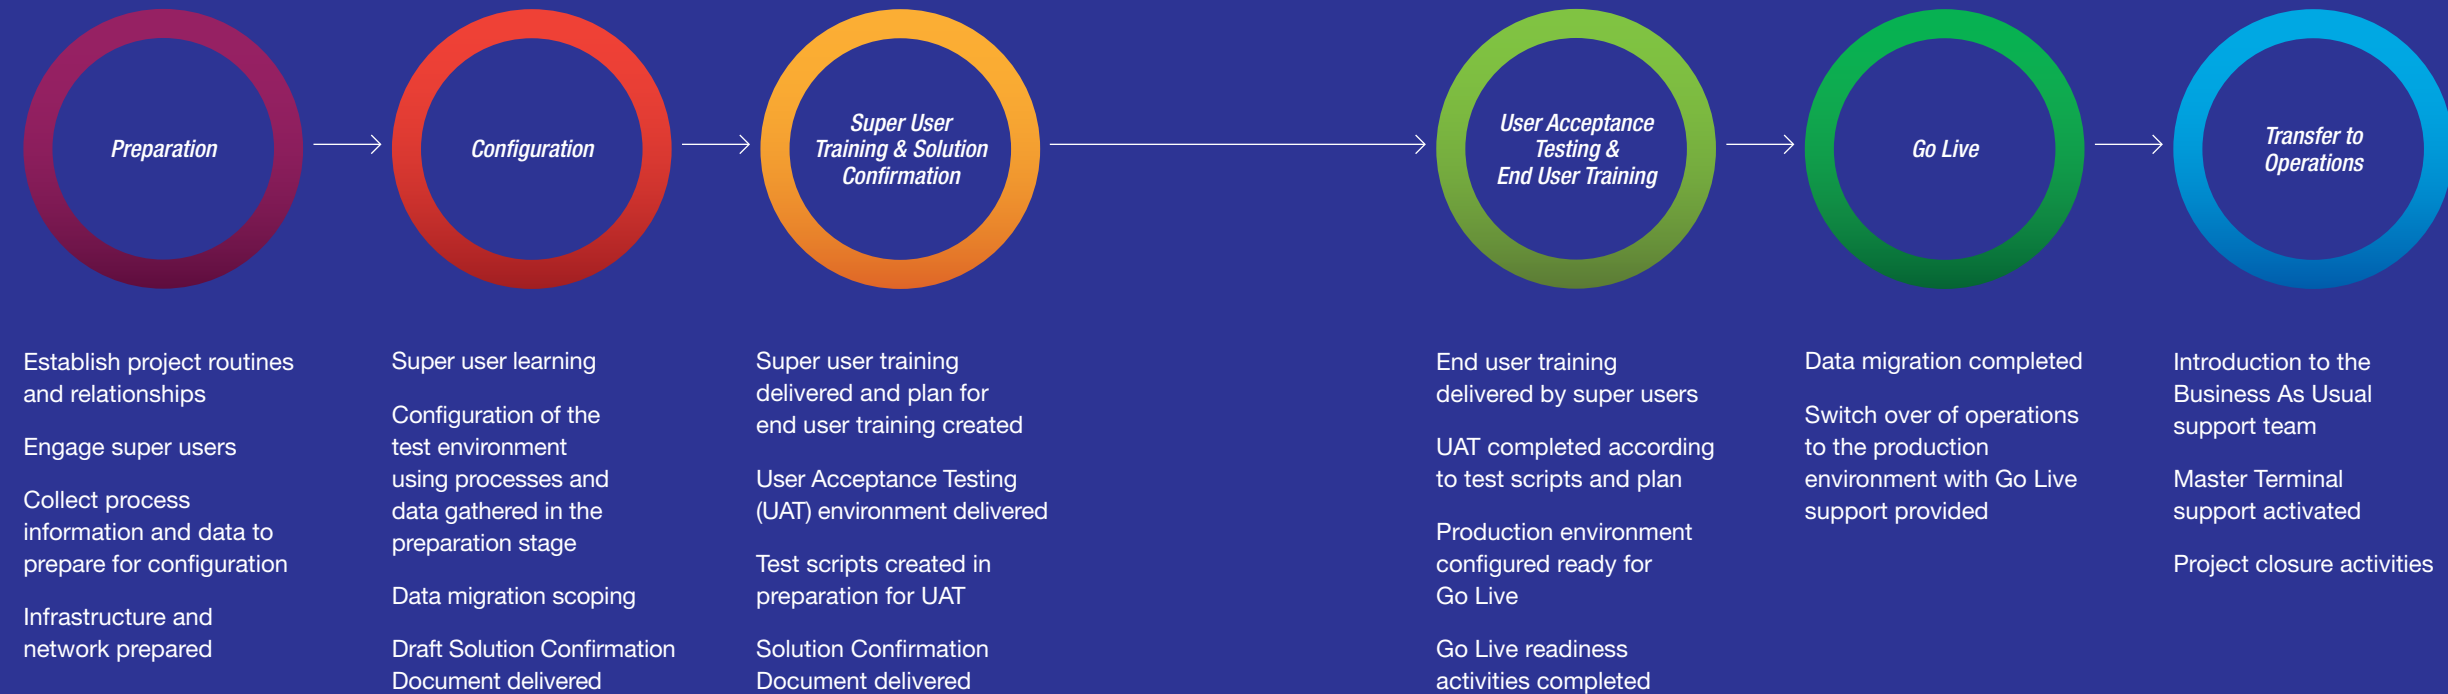 Preparation
Configuration
Super User
Training & Solution
Confirmation
User Acceptance
Testing &
End User Training
Go Live
Transfer to
Operations
Establish project routines
and relationships
Engage super users
Collect process
information and data to
prepare for configuration
Infrastructure and
network prepared
Super user learning
Configuration of the
test environment
using processes and
data gathered in the
preparation stage
Data migration scoping
Draft Solution Confirmation
Document delivered
Super user training
delivered and plan for
end user training created
User Acceptance Testing
(UAT) environment delivered
Test scripts created in
preparation for UAT
Solution Confirmation
Document delivered
End user training
delivered by super users
UAT completed according
to test scripts and plan
Production environment
configured ready for
Go Live
Go Live readiness
activities completed
Data migration completed
Switch over of operations
to the production
environment with Go Live
support provided
Introduction to the
Business As Usual
support team
Master Terminal
support activated
Project closure activities